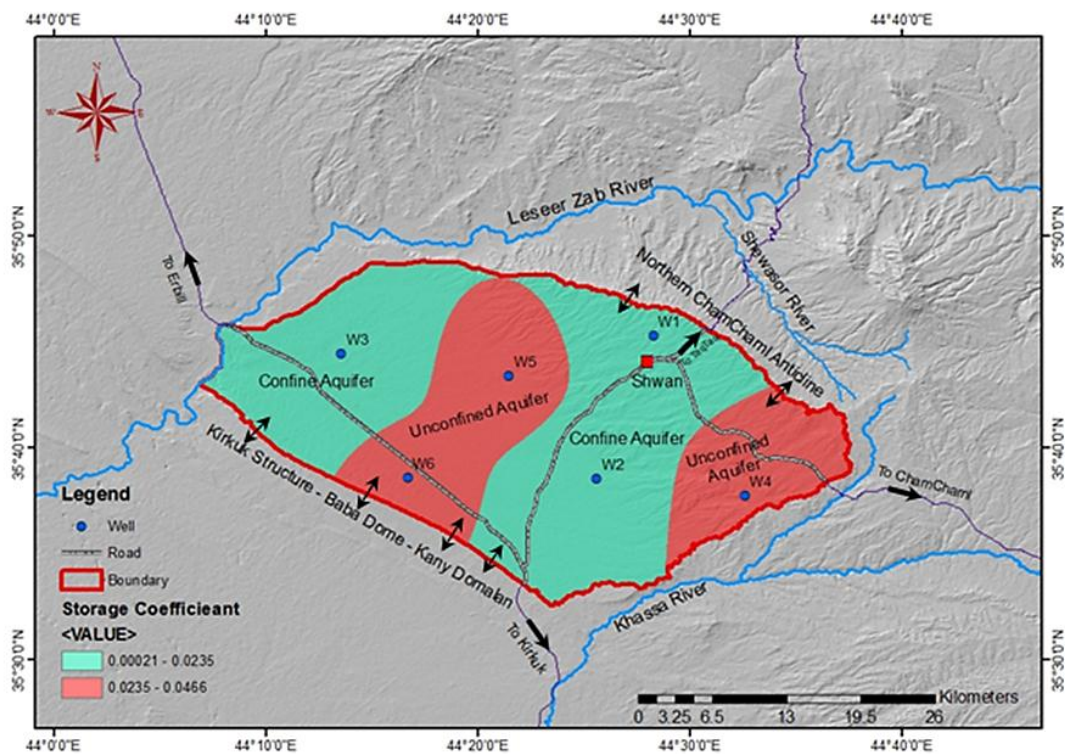 44°0'0"E 44°10'0"E 44°20'0"E 44°30'0"E 44°40'0"E
N
W E
S
35°50'0"N
35°50'0"N
35°40'0"N
35°40'0"N
35°30'0"N
35°30'0"N
Leseer Zab River
Shewasor River
Northern ChamChaml Anticline
To Erbill
W1
W3
Shwan
W5
Confine Aquifer
Unconfined Aquifer
Confine Aquifer
Unconfined
Aquifer
W6
W2
W4
To ChamChaml
Kirkuk Structure - Baba Dome - Kany Domalan
Khassa River
To Kirkuk
Legend
Well
Road
Boundary
Storage Coefficieant
<VALUE>
0.00021 - 0.0235
0.0235 - 0.0466
Kilometers
0 3.25 6.5 13 19.5 26
44°0'0"E 44°10'0"E 44°20'0"E 44°30'0"E 44°40'0"E